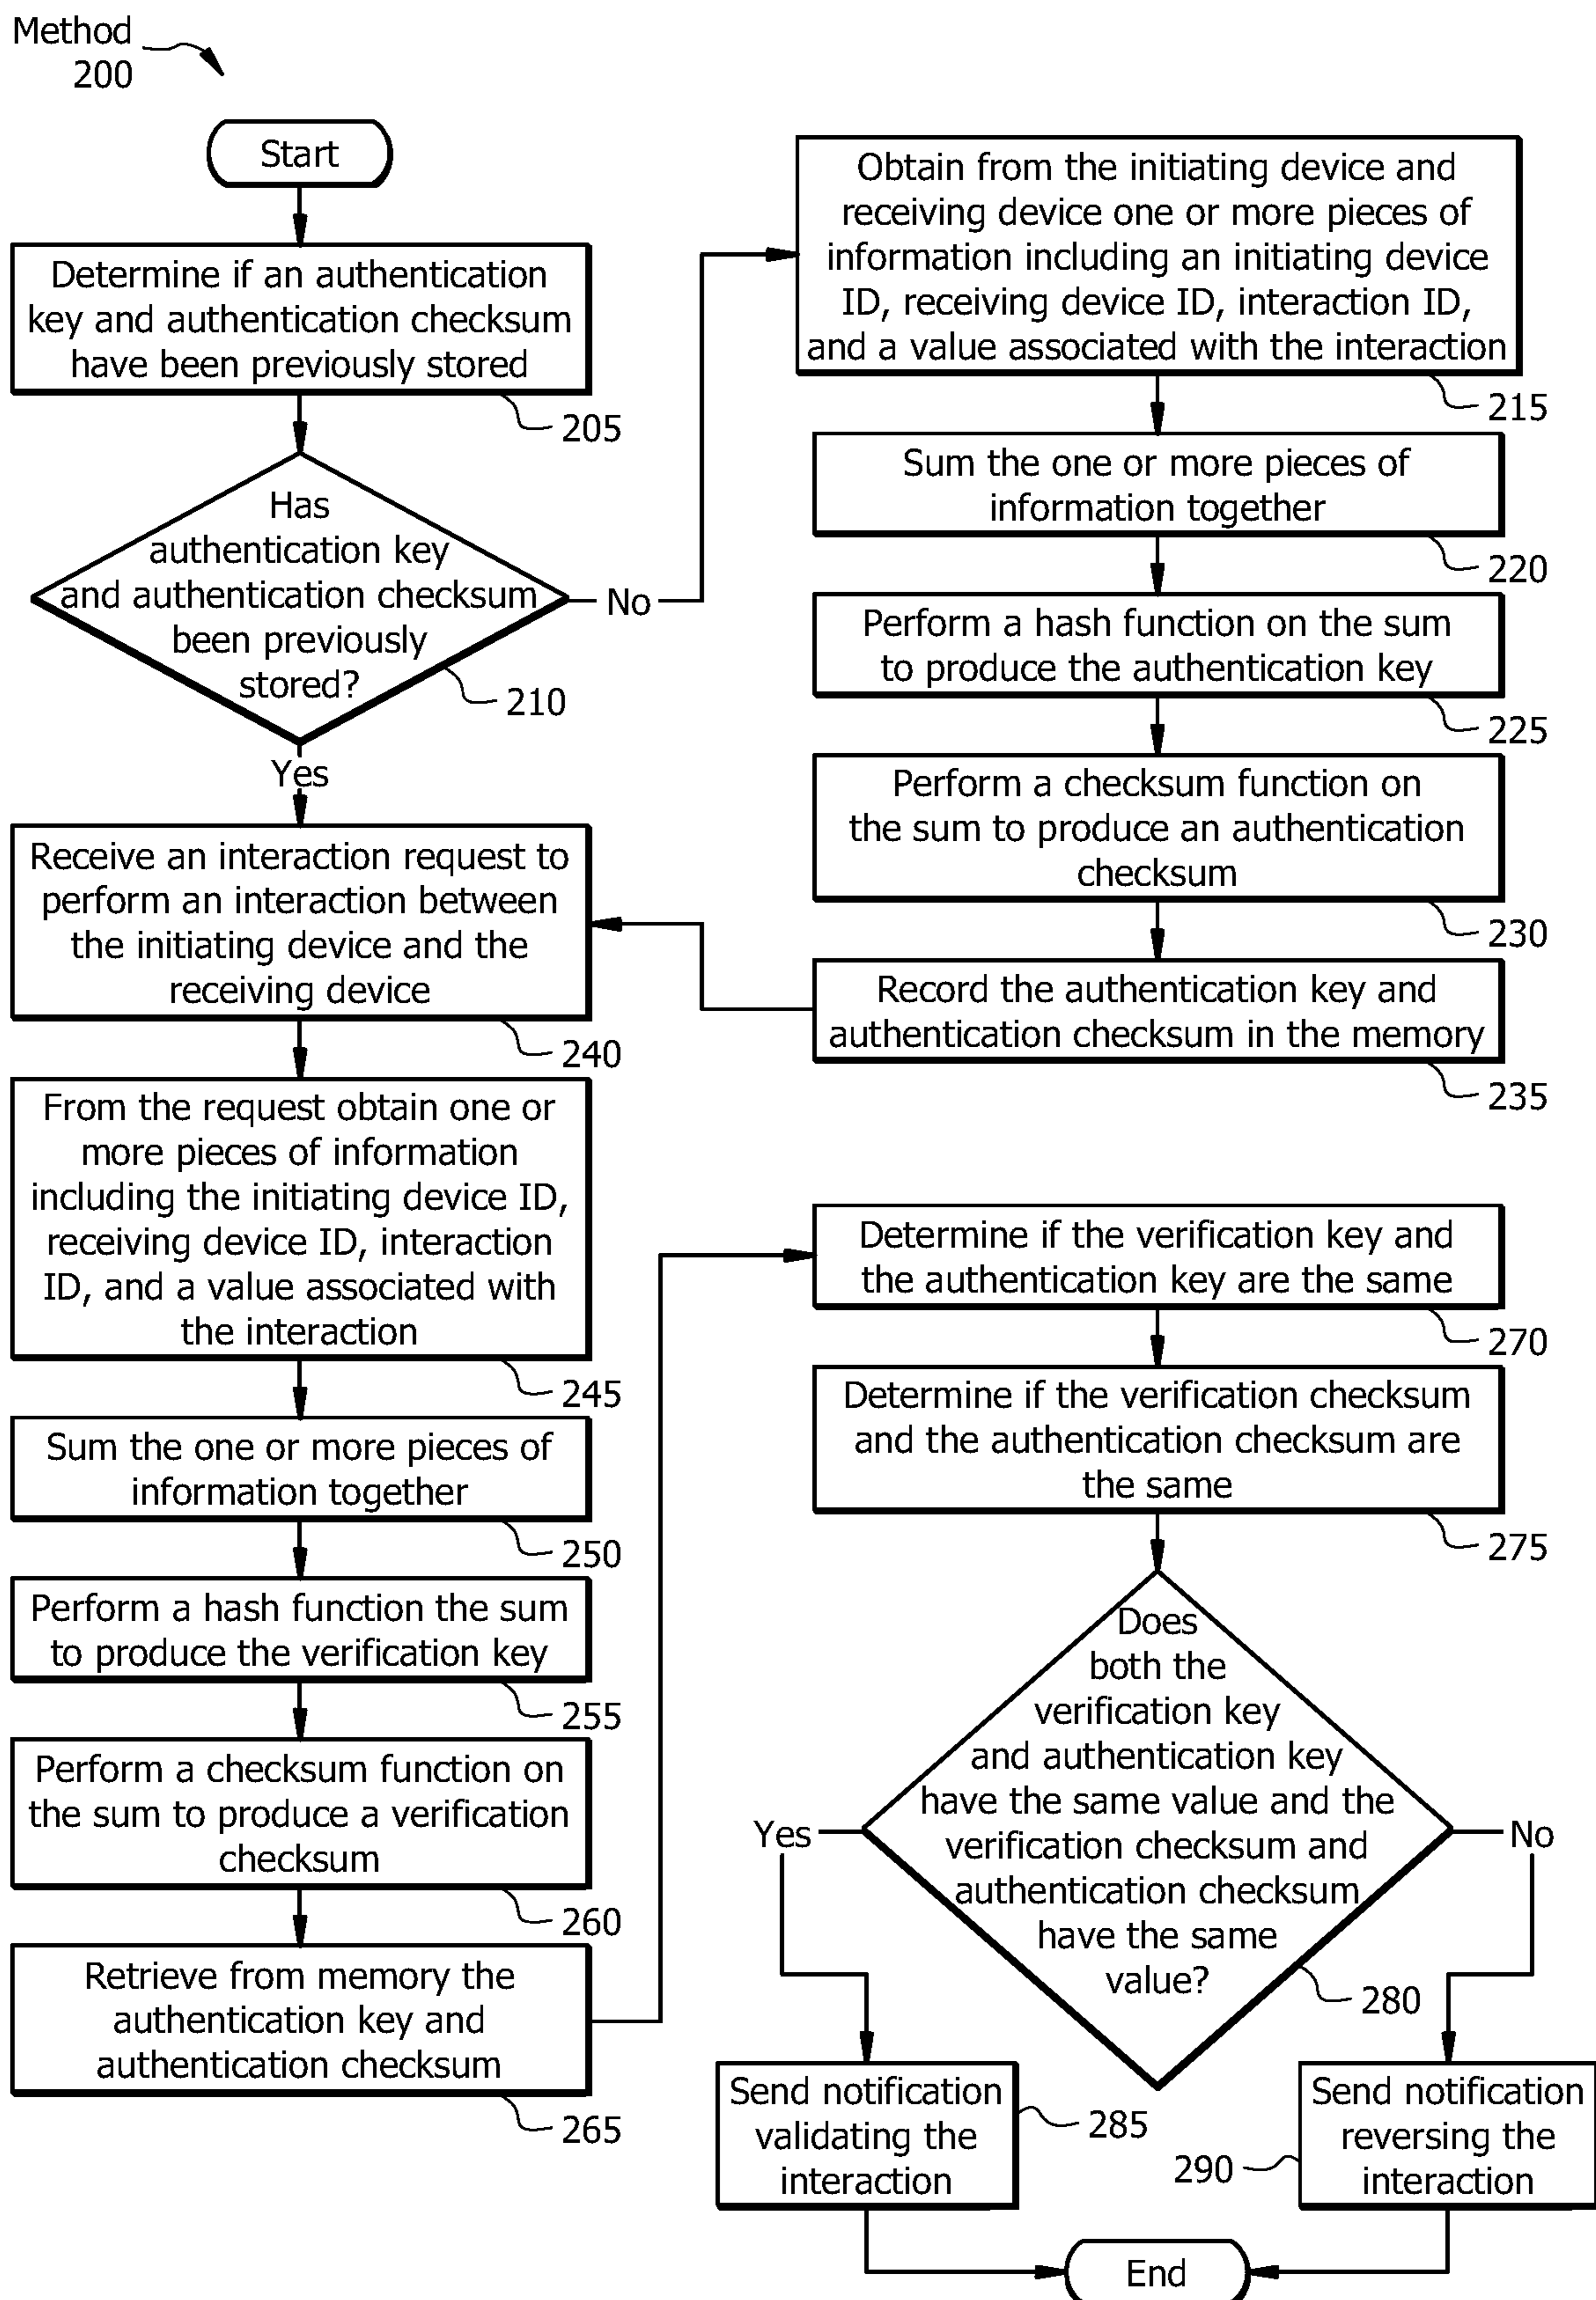 Method
200
Start
Determine if an authentication
key and authentication checksum
have been previously stored
205
Has
authentication key
and authentication checksum
been previously
stored?
210
No
Yes
Obtain from the initiating device and
receiving device one or more pieces of
information including an initiating device
ID, receiving device ID, interaction ID,
and a value associated with the interaction
215
Sum the one or more pieces of
information together
220
Perform a hash function on the sum
to produce the authentication key
225
Perform a checksum function on
the sum to produce an authentication
checksum
230
Record the authentication key and
authentication checksum in the memory
235
Receive an interaction request to
perform an interaction between
the initiating device and the
receiving device
240
From the request obtain one or
more pieces of information
including the initiating device ID,
receiving device ID, interaction
ID, and a value associated with
the interaction
245
Sum the one or more pieces of
information together
250
Perform a hash function the sum
to produce the verification key
255
Perform a checksum function on
the sum to produce a verification
checksum
260
Retrieve from memory the
authentication key and
authentication checksum
265
Determine if the verification key and
the authentication key are the same
270
Determine if the verification checksum
and the authentication checksum are
the same
275
Does
both the
verification key
and authentication key
have the same value and the
verification checksum and
authentication checksum
have the same
value?
280
Yes
No
Send notification
validating the
interaction
285
Send notification
reversing the
interaction
290
End